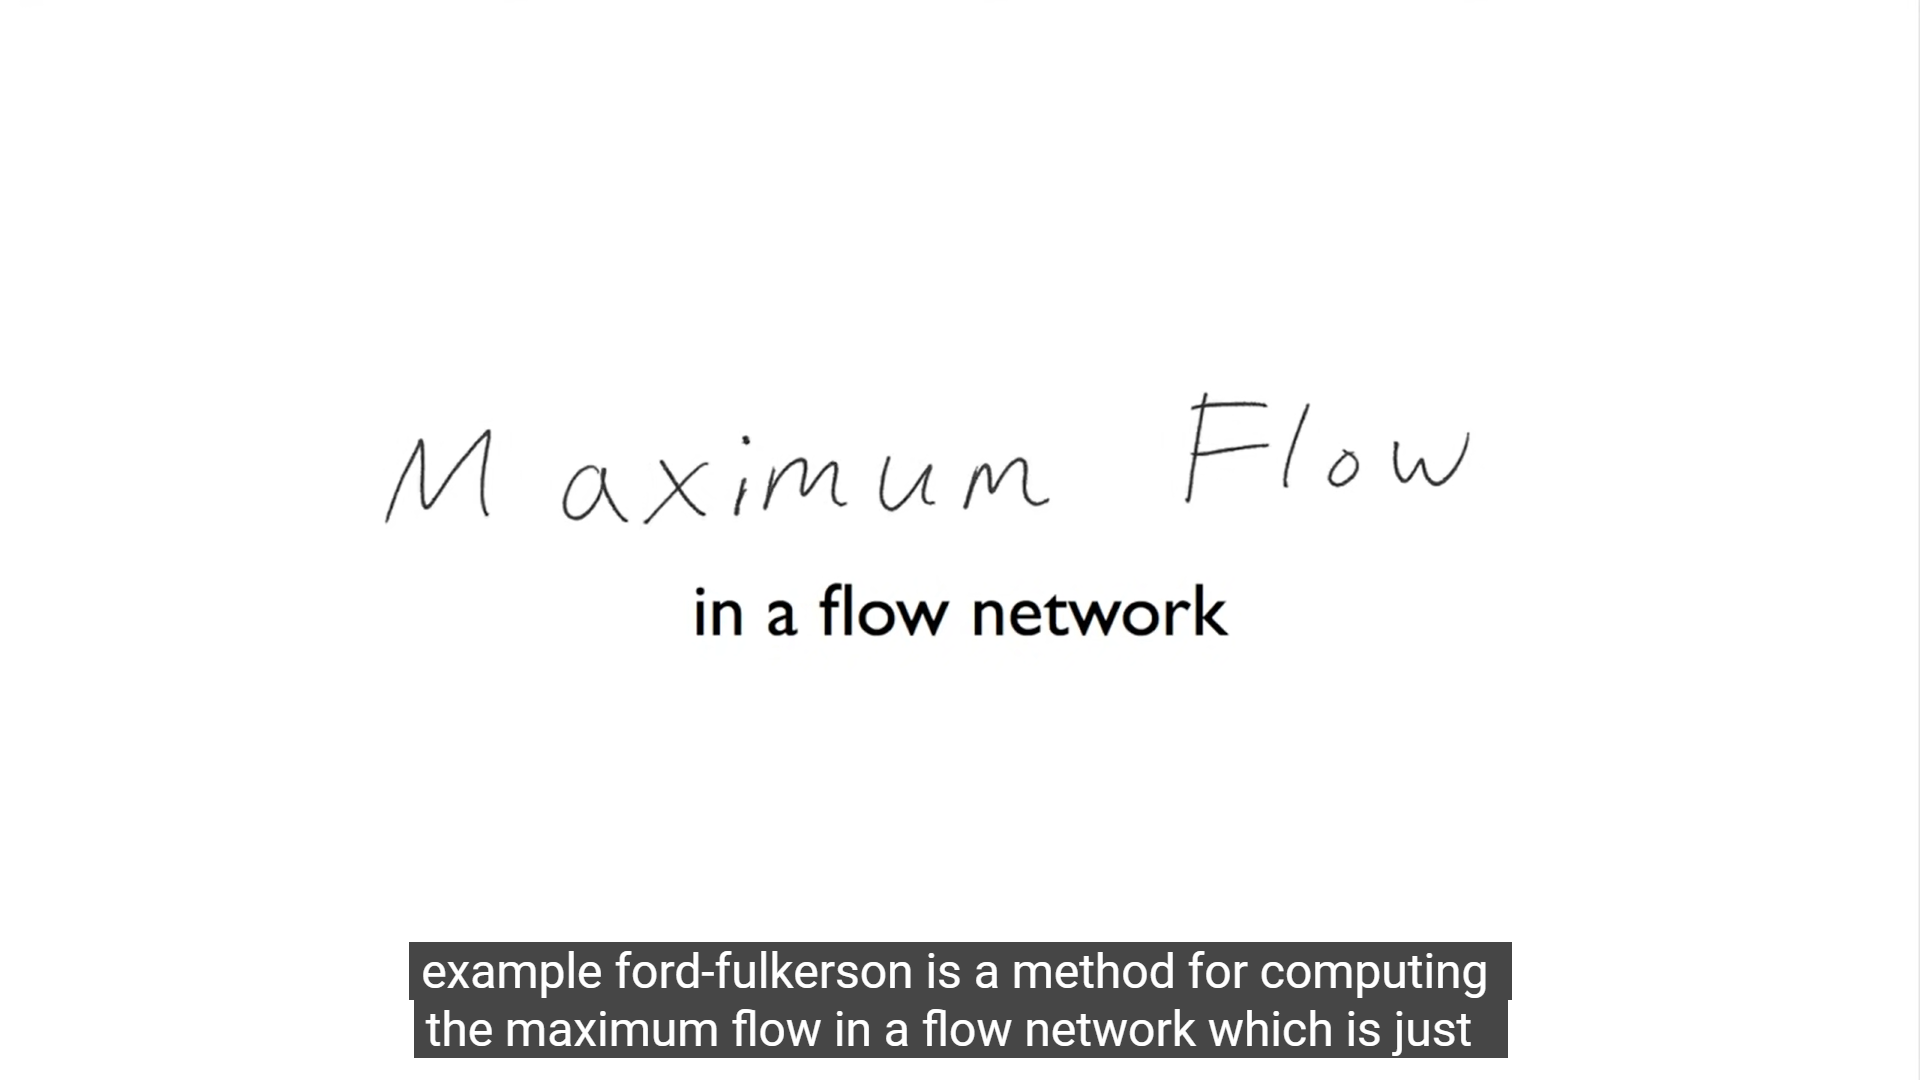 Maximum Flow
in a flow network
example ford-fulkerson is a method for computing
the maximum flow in a flow network which is just